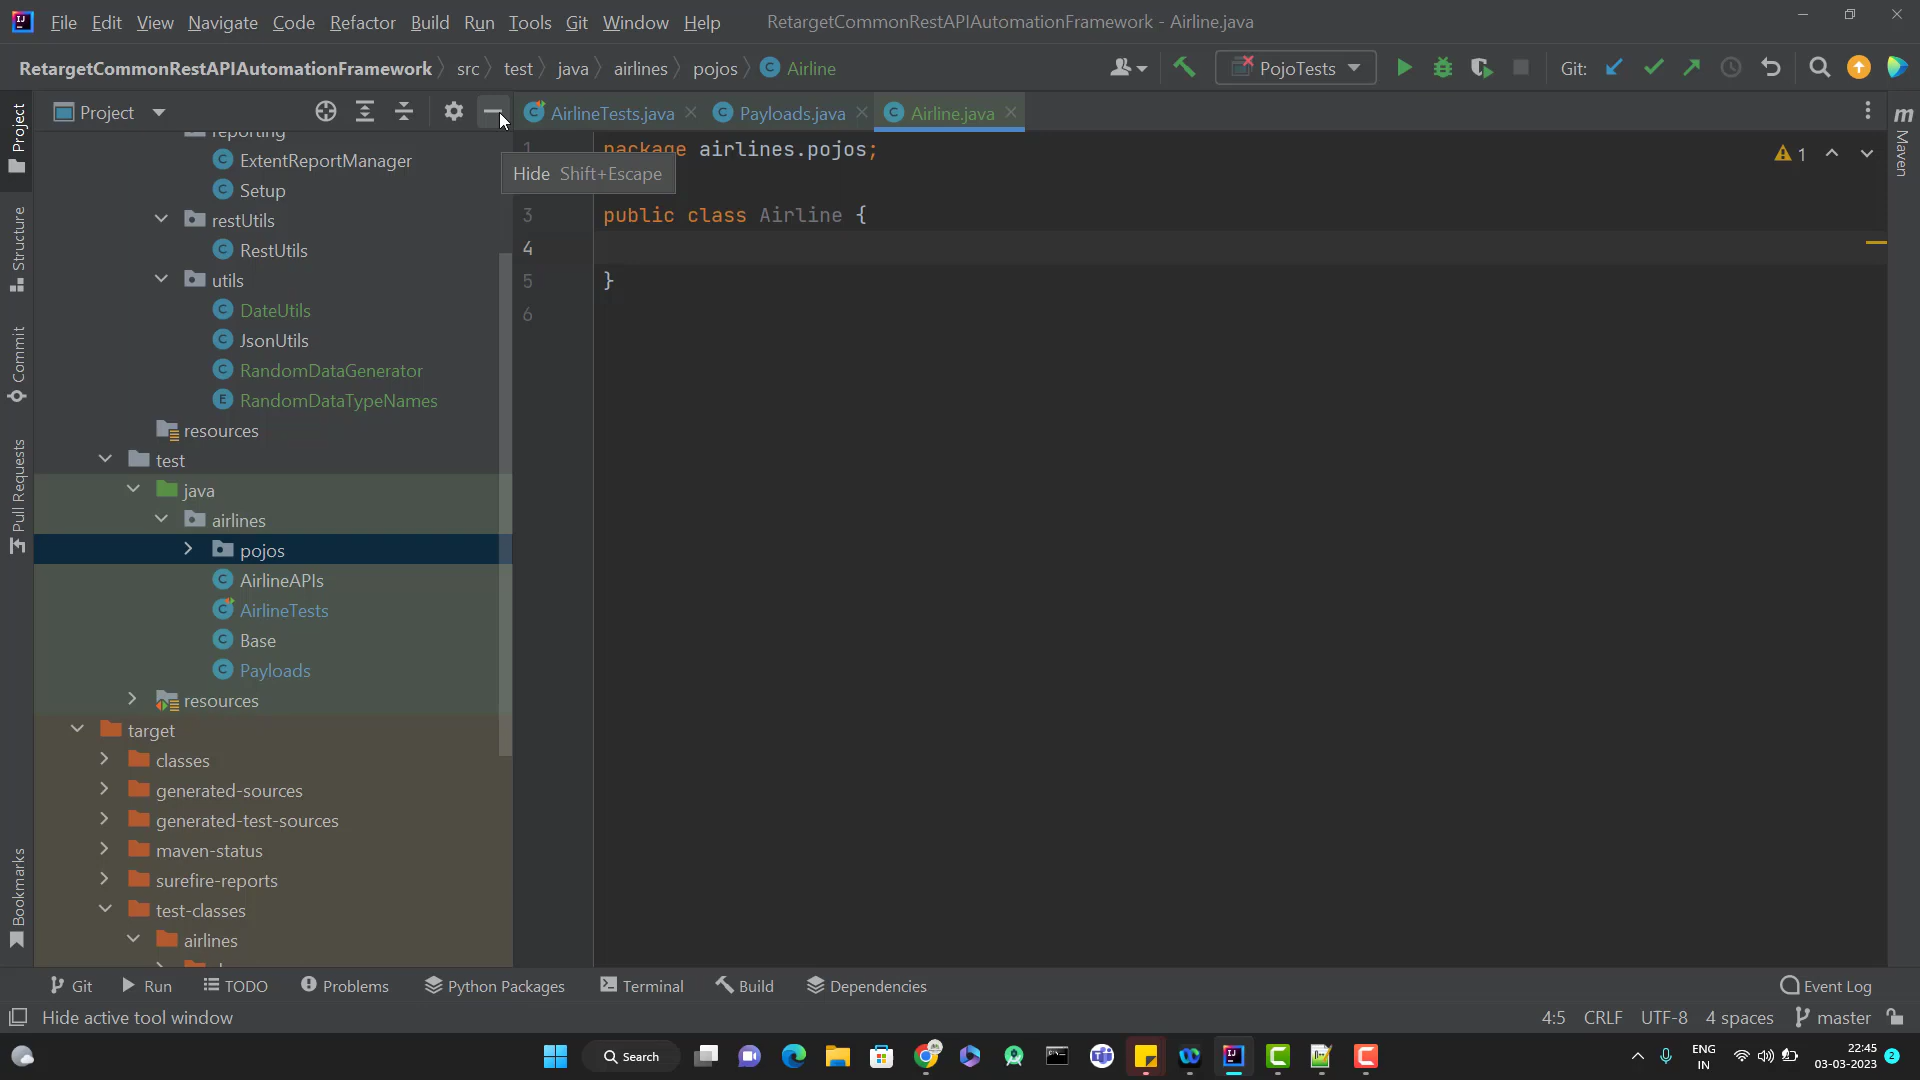 File Edit View Navigate Code Refactor Build Run Tools Git Window Help RetargetCommonRestAPIAutomationFramework - Airline.java
RetargetCommonRestAPIAutomationFramework src test java airlines pojos Airline PojoTests Git:
Project AirlineTests.java Payloads.java Airline.java
reporting
ExtentReportManager
Setup
restUtils
RestUtils
utils
DateUtils
JsonUtils
RandomDataGenerator
RandomDataTypeNames
resources
test
java
airlines
pojos
AirlineAPIs
AirlineTests
Base
Payloads
resources
target
classes
generated-sources
generated-test-sources
maven-status
surefire-reports
test-classes
airlines
Hide Shift+Escape
1 package airlines.pojos;
3 public class Airline {
4
5 }
6
1
Project
Structure
Commit
Pull Requests
Bookmarks
m Maven
Git Run TODO Problems Python Packages Terminal Build Dependencies Event Log
Hide active tool window 4:5 CRLF UTF-8 4 spaces master
Search ENG IN 22:45 03-03-2023 2